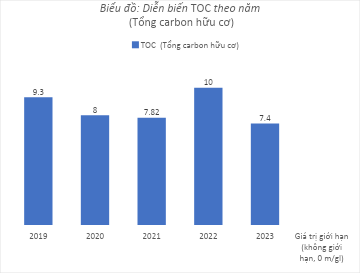 Biểu đồ: Diễn biến TOC theo năm
(Tổng carbon hữu cơ)
TOC (Tổng carbon hữu cơ)
9.3
8
7.82
10
7.4
2019
2020
2021
2022
2023
Giá trị giới hạn
(không giới
hạn, 0 m/gl)